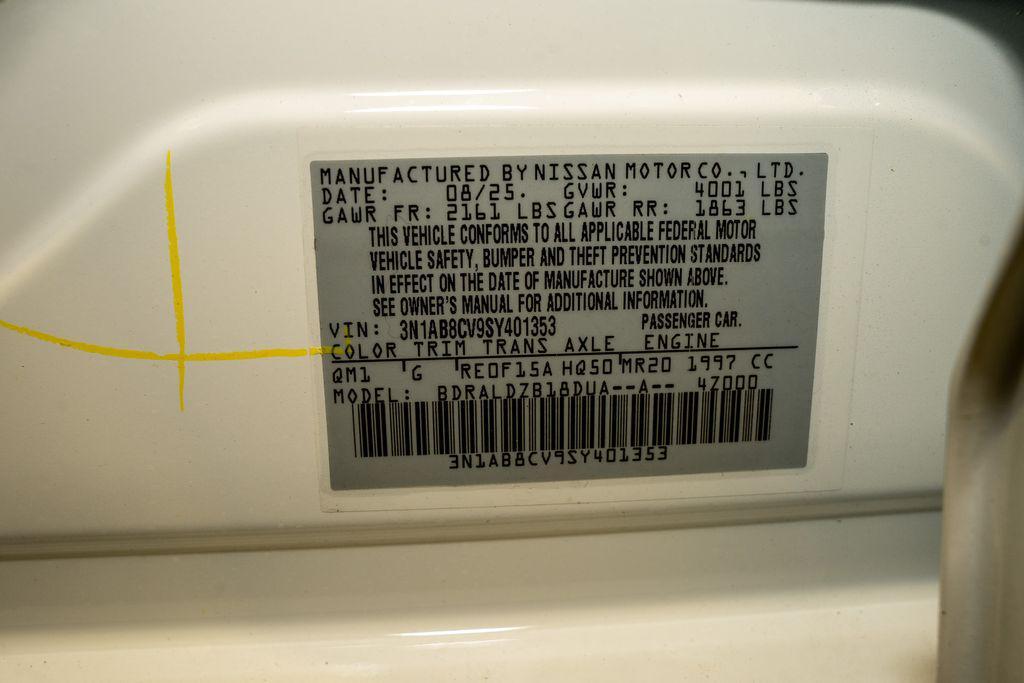 MANUFACTURED BY NISSAN MOTOR CO., LTD.
DATE: 08/25. GVWR: 4001 LBS
GAWR FR: 2161 LBS GAWR RR: 1863 LBS
THIS VEHICLE CONFORMS TO ALL APPLICABLE FEDERAL MOTOR
VEHICLE SAFETY, BUMPER AND THEFT PREVENTION STANDARDS
IN EFFECT ON THE DATE OF MANUFACTURE SHOWN ABOVE.
SEE OWNER'S MANUAL FOR ADDITIONAL INFORMATION.
VIN: 3N1AB8CV9SY401353 PASSENGER CAR.
COLOR TRIM TRANS AXLE ENGINE
QM1 G RE0F15A HQ50 MR20 1997 CC
MODEL: BDRALDZB18DUA--A-- 4Z000
3N1AB8CV9SY401353